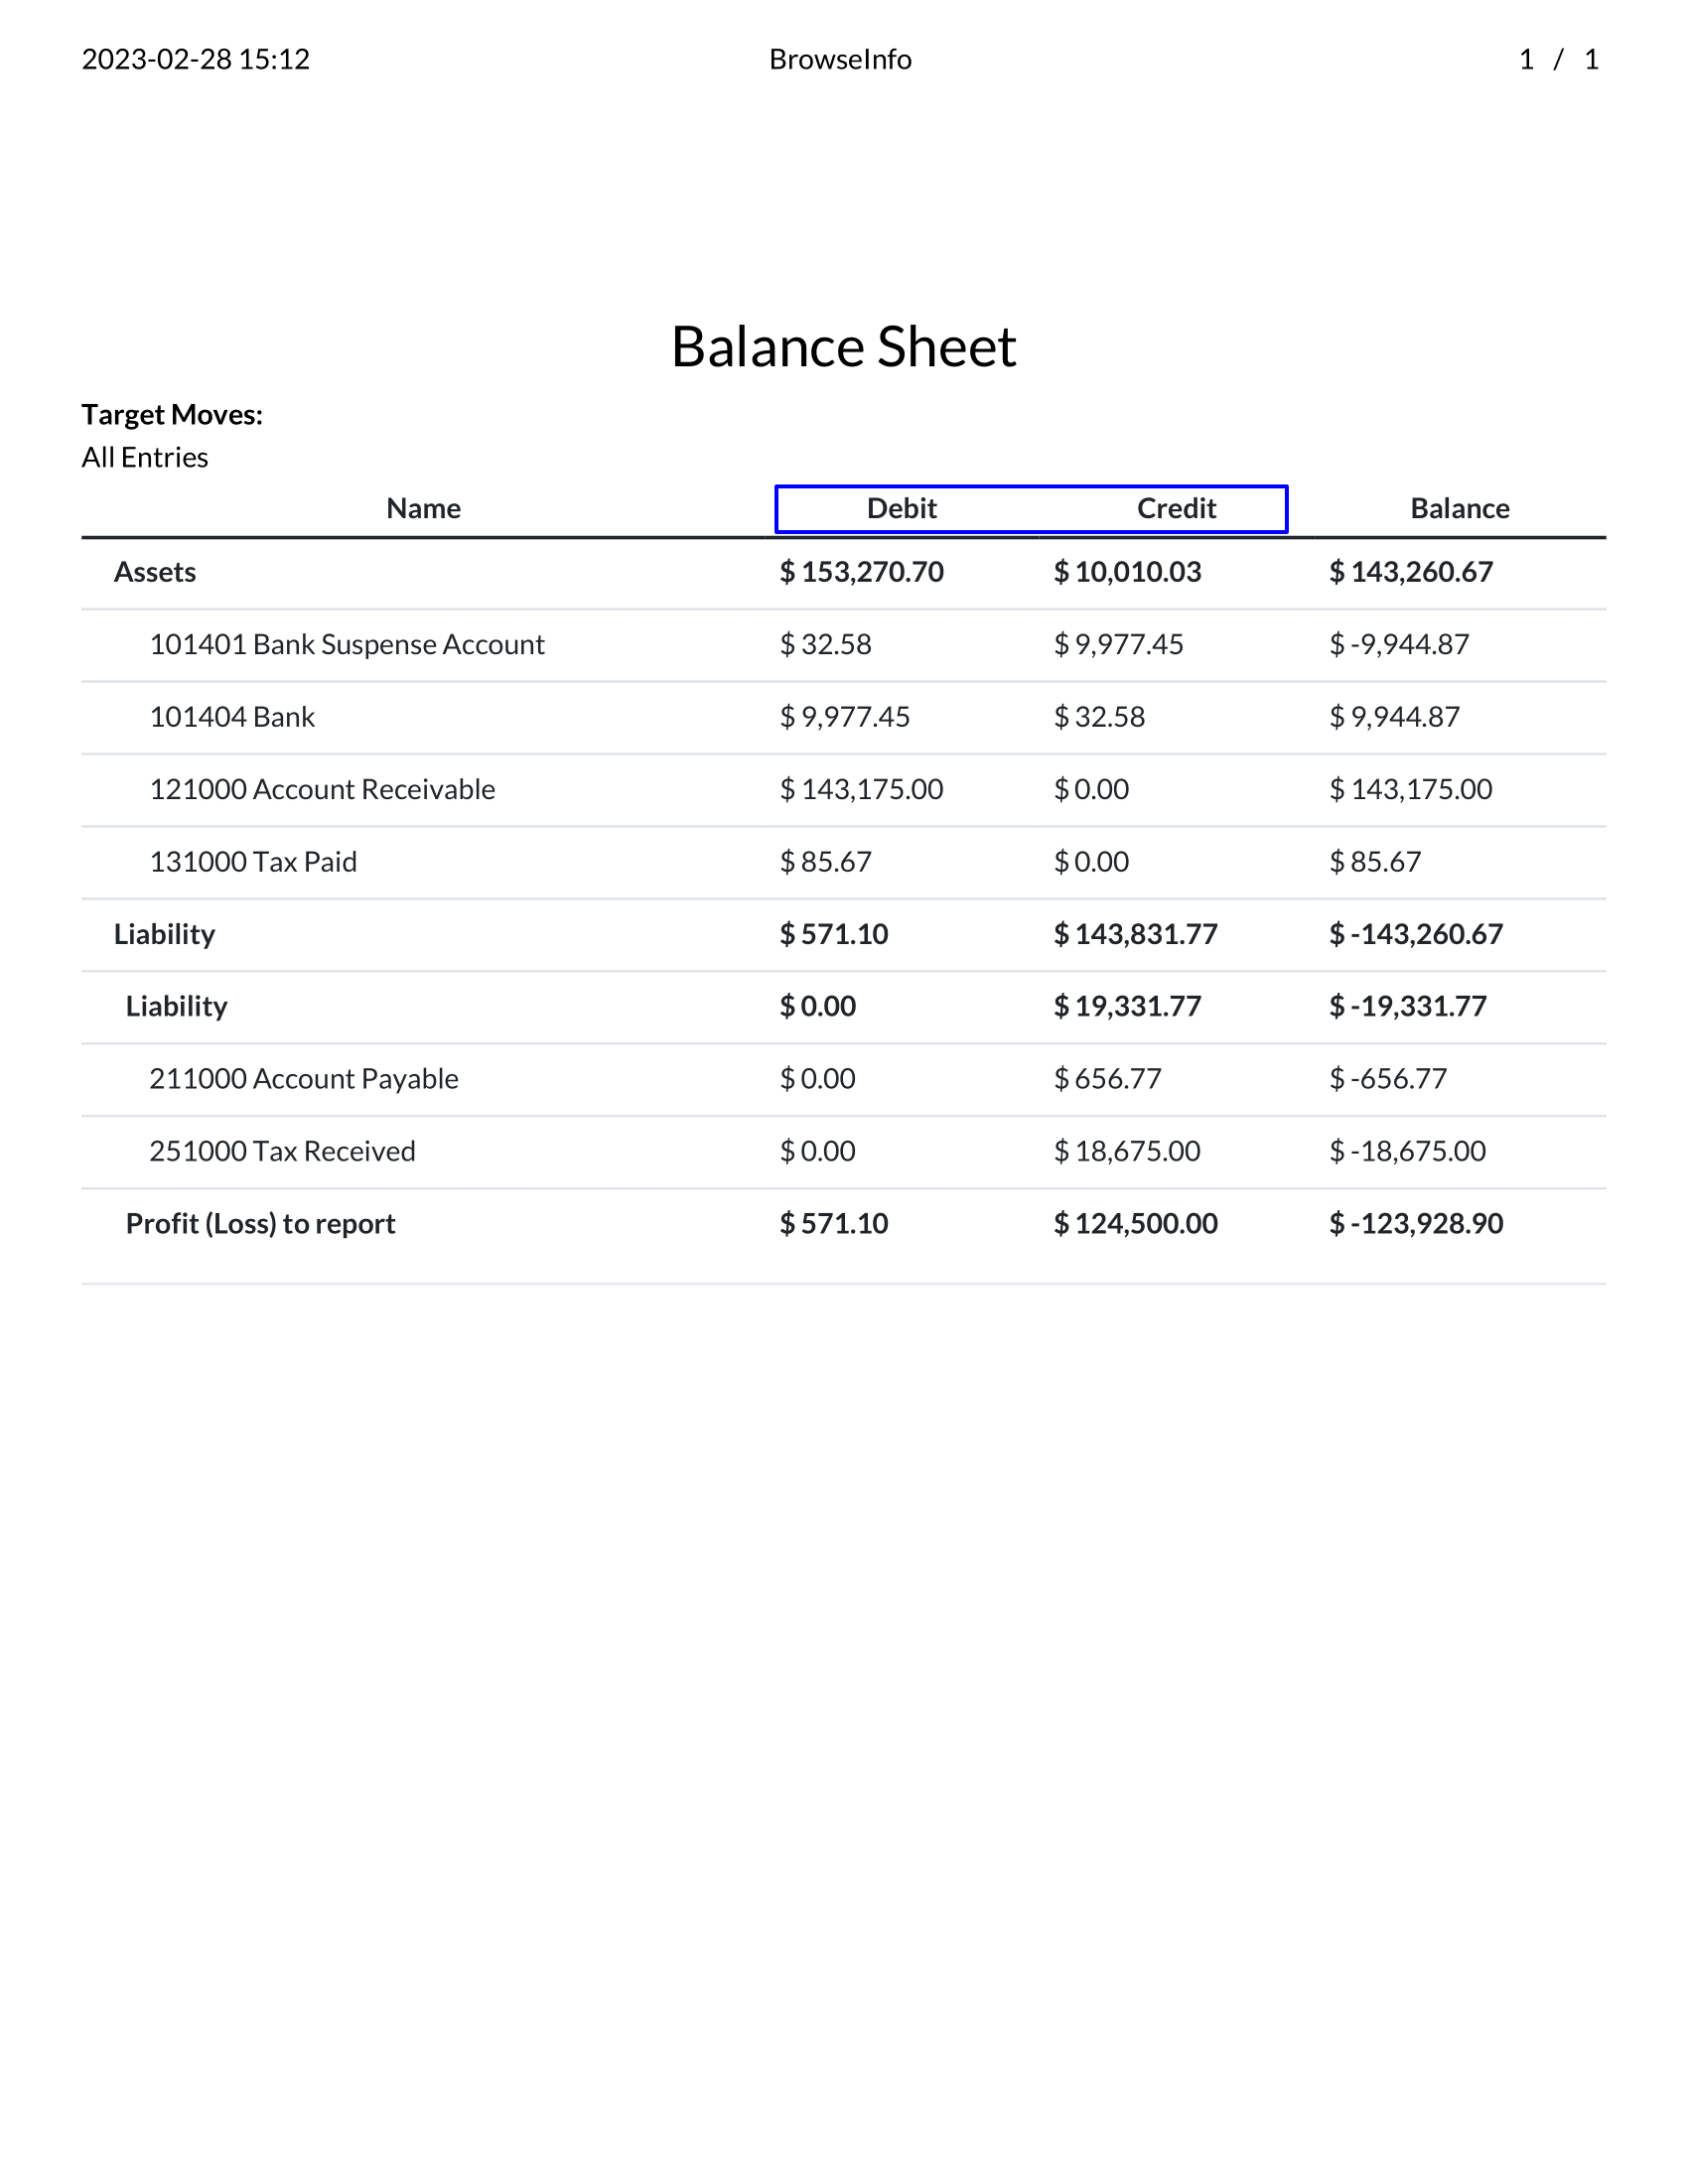 2023-02-28 15:12 BrowseInfo 1 / 1
Balance Sheet
Target Moves:
All Entries
Name Debit Credit Balance
Assets $ 153,270.70 $ 10,010.03 $ 143,260.67
101401 Bank Suspense Account $ 32.58 $ 9,977.45 $ -9,944.87
101404 Bank $ 9,977.45 $ 32.58 $ 9,944.87
121000 Account Receivable $ 143,175.00 $ 0.00 $ 143,175.00
131000 Tax Paid $ 85.67 $ 0.00 $ 85.67
Liability $ 571.10 $ 143,831.77 $ -143,260.67
Liability $ 0.00 $ 19,331.77 $ -19,331.77
211000 Account Payable $ 0.00 $ 656.77 $ -656.77
251000 Tax Received $ 0.00 $ 18,675.00 $ -18,675.00
Profit (Loss) to report $ 571.10 $ 124,500.00 $ -123,928.90